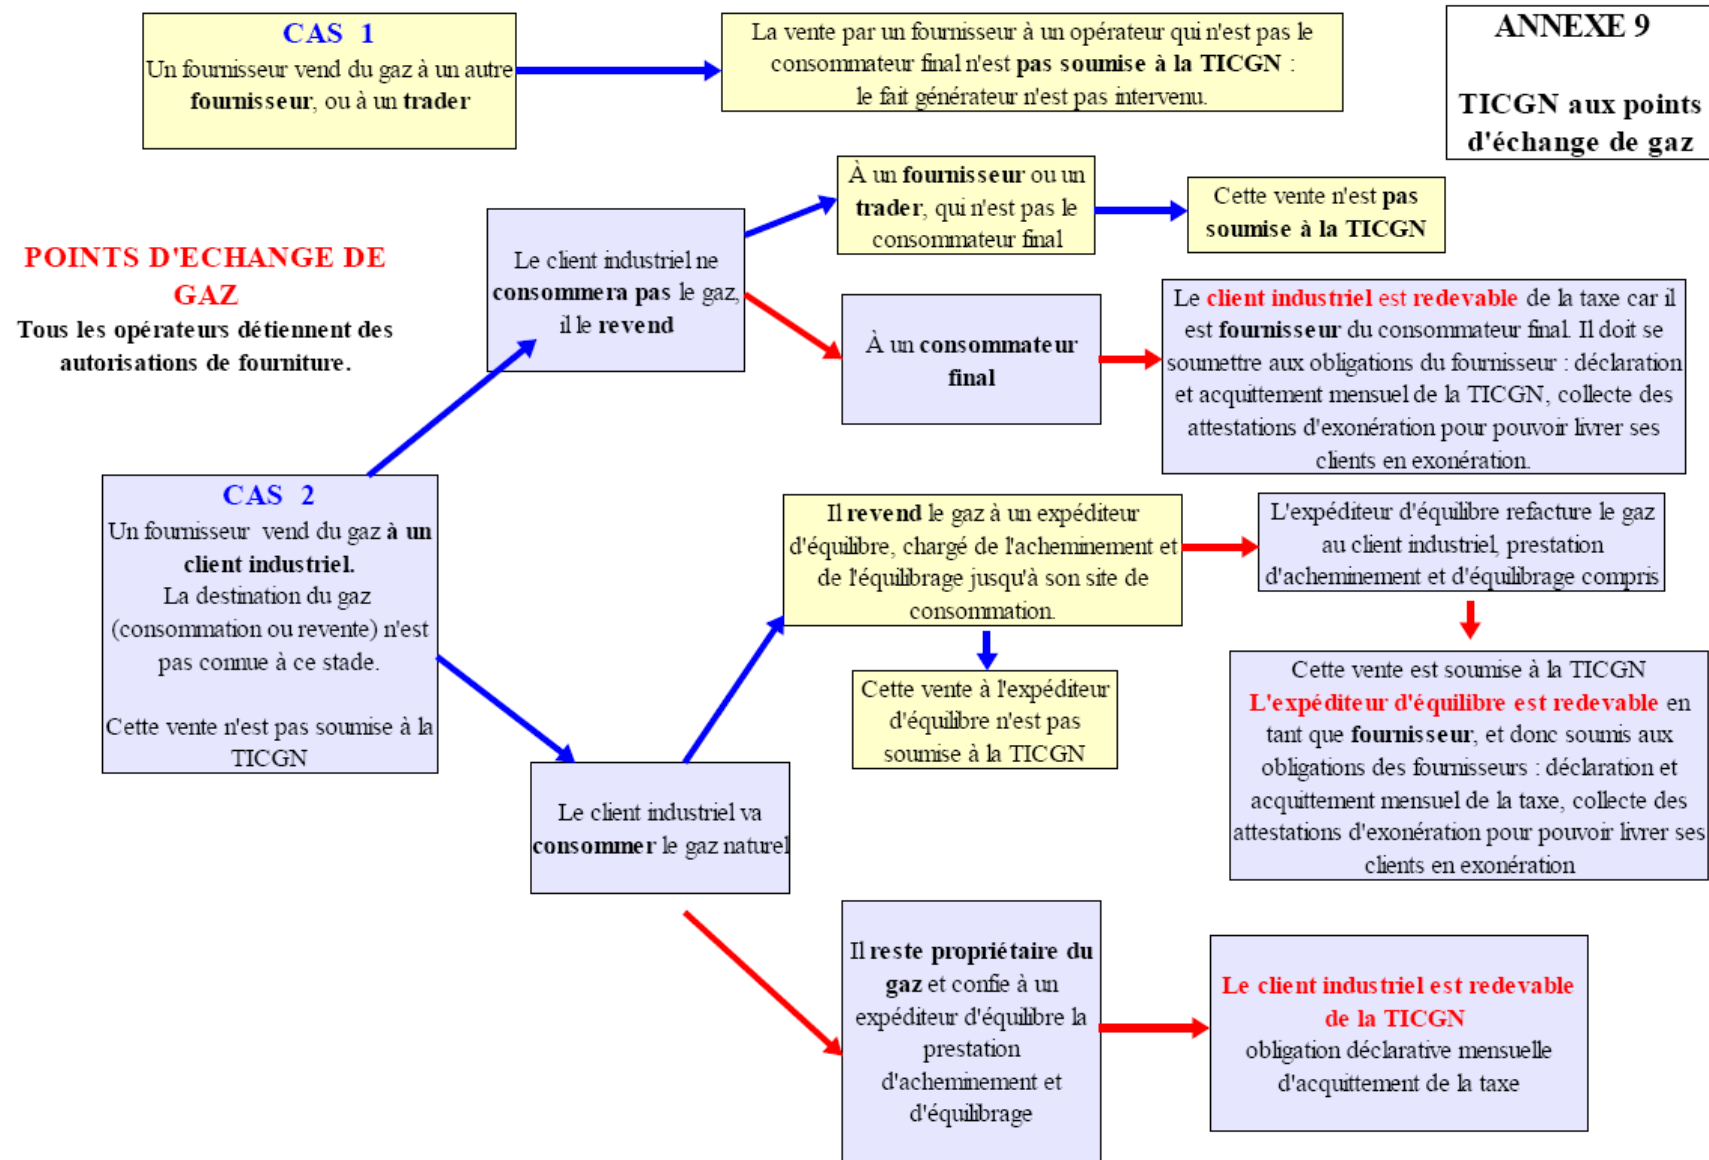 CAS 1
Un fournisseur vend du gaz à un autre
fournisseur, ou à un trader
La vente par un fournisseur à un opérateur qui n'est pas le
consommateur final n'est pas soumise à la TICGN :
le fait générateur n'est pas intervenu.
ANNEXE 9
TICGN aux points
d'échange de gaz
POINTS D'ECHANGE DE
GAZ
Tous les opérateurs détiennent des
autorisations de fourniture.
Le client industriel ne
consommera pas le gaz,
il le revend
À un fournisseur ou un
trader, qui n'est pas le
consommateur final
Cette vente n'est pas
soumise à la TICGN
À un consommateur
final
Le client industriel est redevable de la taxe car il
est fournisseur du consommateur final. Il doit se
soumettre aux obligations du fournisseur : déclaration
et acquittement mensuel de la TICGN, collecte des
attestations d'exonération pour pouvoir livrer ses
clients en exonération.
CAS 2
Un fournisseur vend du gaz à un
client industriel.
La destination du gaz
(consommation ou revente) n'est
pas connue à ce stade.
Cette vente n'est pas soumise à la
TICGN
Il revend le gaz à un expéditeur
d'équilibre, chargé de l'acheminement et
de l'équilibrage jusqu'à son site de
consommation.
L'expéditeur d'équilibre refacture le gaz
au client industriel, prestation
d'acheminement et d'équilibrage compris
Cette vente à l'expéditeur
d'équilibre n'est pas
soumise à la TICGN
Cette vente est soumise à la TICGN
L'expéditeur d'équilibre est redevable en
tant que fournisseur, et donc soumis aux
obligations des fournisseurs : déclaration et
acquittement mensuel de la taxe, collecte des
attestations d'exonération pour pouvoir livrer ses
clients en exonération
Le client industriel va
consommer le gaz naturel
Il reste propriétaire du
gaz et confie à un
expéditeur d'équilibre la
prestation
d'acheminement et
d'équilibrage
Le client industriel est redevable
de la TICGN
obligation déclarative mensuelle
d'acquittement de la taxe